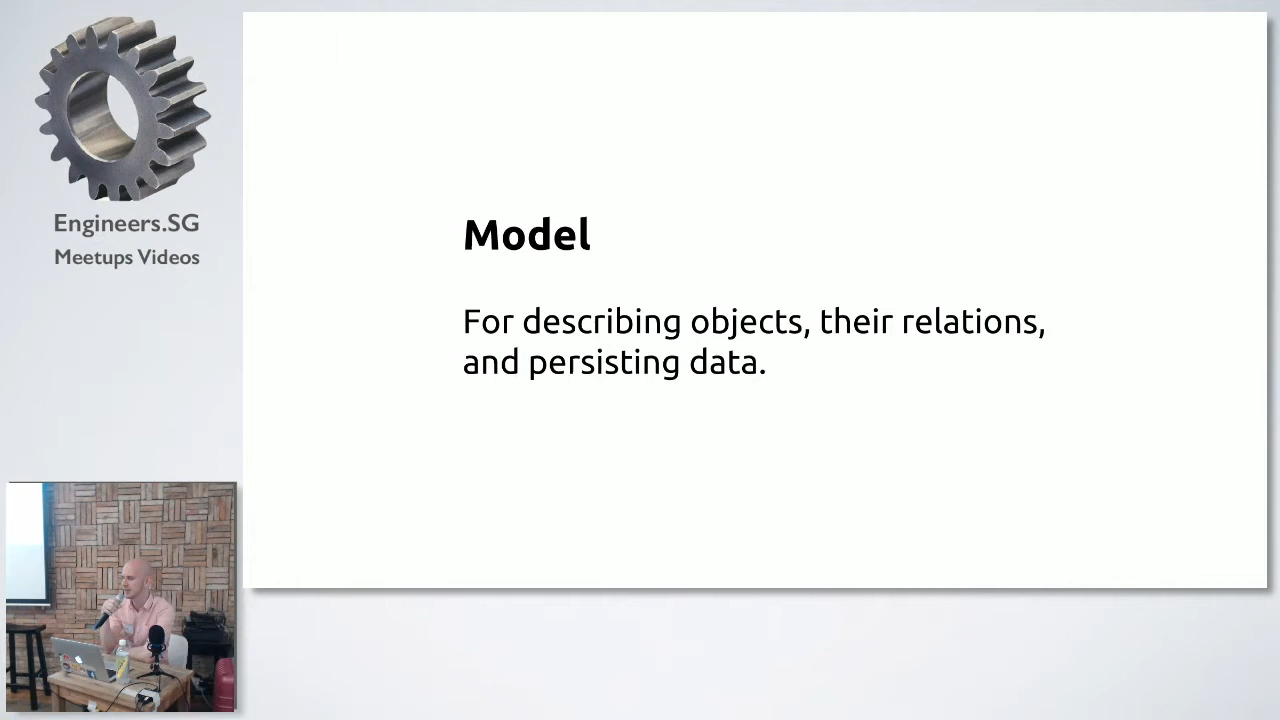 Engineers.SG
Meetups Videos
Model
For describing objects, their relations,
and persisting data.